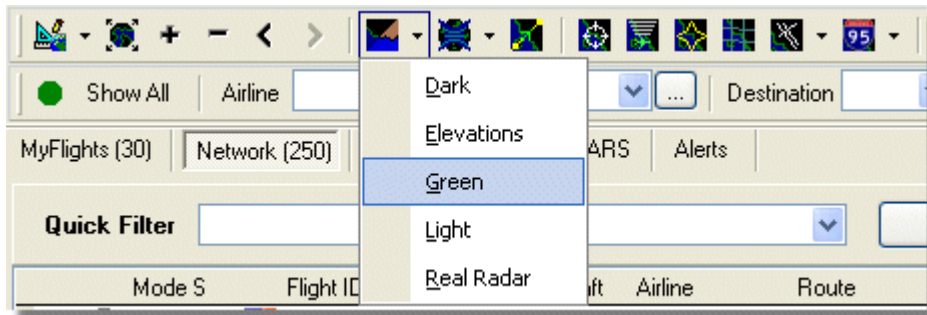 95
Show All Airline ... Destination
Dark
Elevations
MyFlights (30) Network (250) ARS Alerts
Green
Quick Filter
Light
Real Radar
Mode S Flight ID ft Airline Route